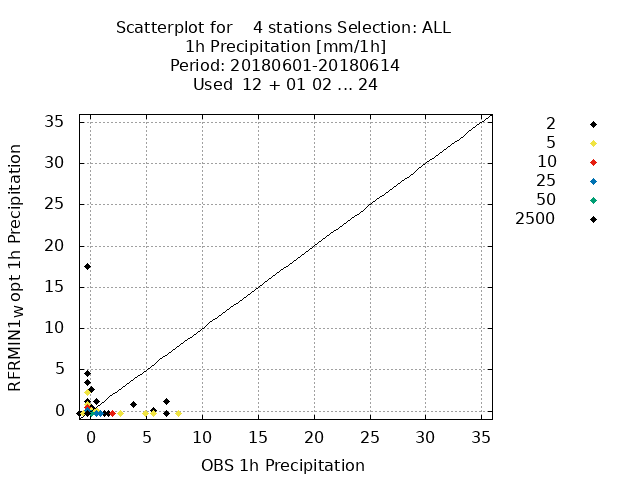 Scatterplot for    4 stations Selection: ALL
1h Precipitation [mm/1h]
Period: 20180601-20180614
Used  12 + 01 02 ... 24
RFRMIN1wopt 1h Precipitation
35
30
25
20
15
10
5
0
0 5 10 15 20 25 30 35
OBS 1h Precipitation
2
5
10
25
50
2500